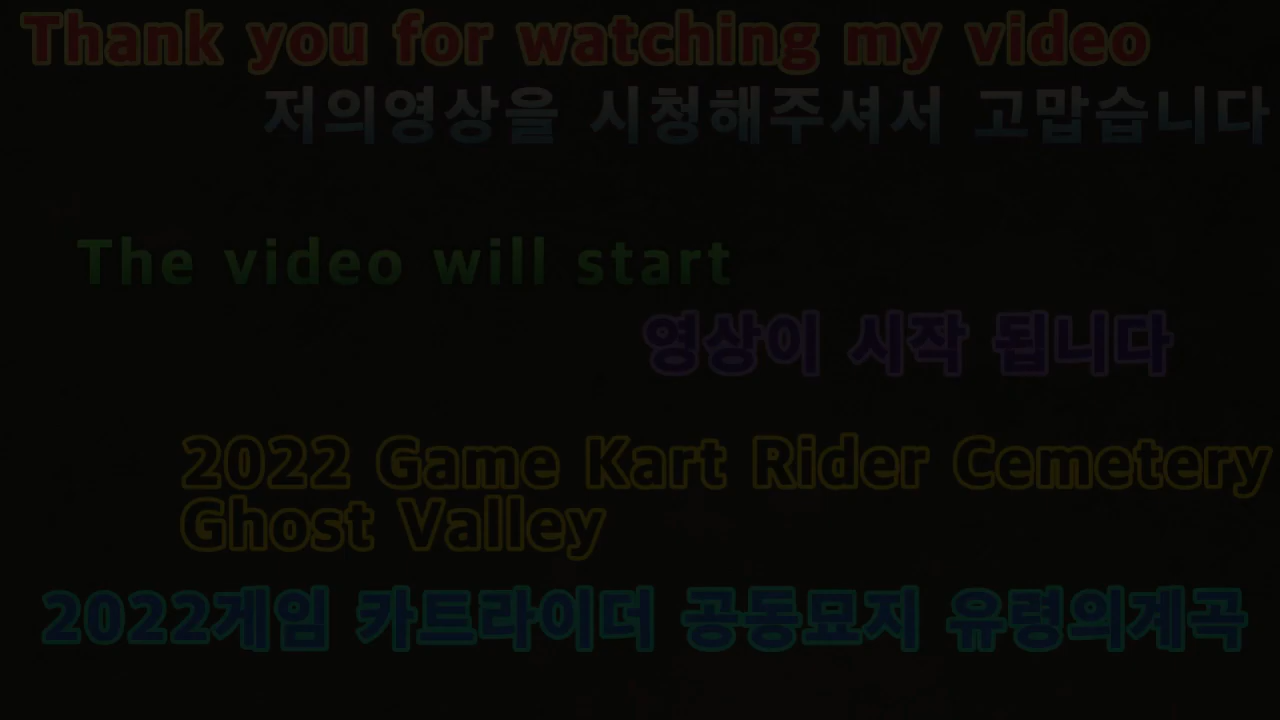 Thank you for watching my video
저의영상을 시청해주셔서 고맙습니다
The video will start
영상이 시작 됩니다
2022 Game Kart Rider Cemetery
Ghost Valley
2022게임 카트라이더 공동묘지 유령의계곡